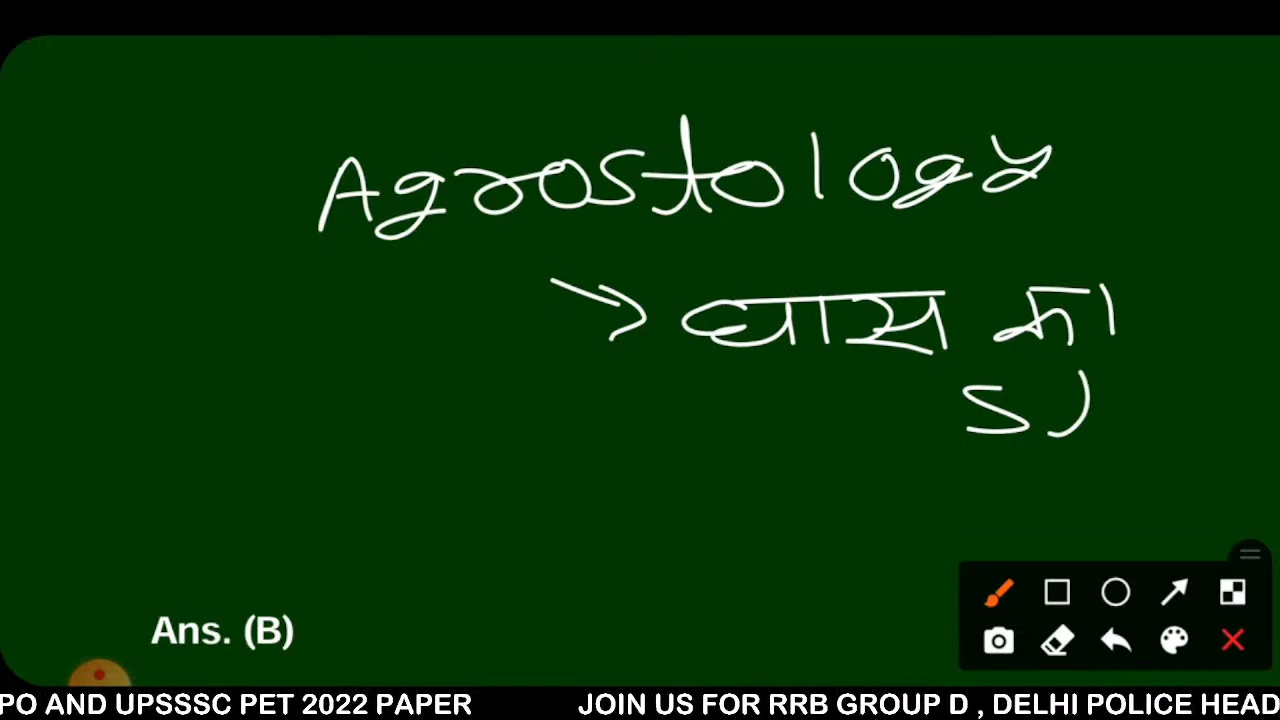 Agrostology
→ घास का
S)
Ans. (B)
PO AND UPSSSC PET 2022 PAPER JOIN US FOR RRB GROUP D , DELHI POLICE HEAD